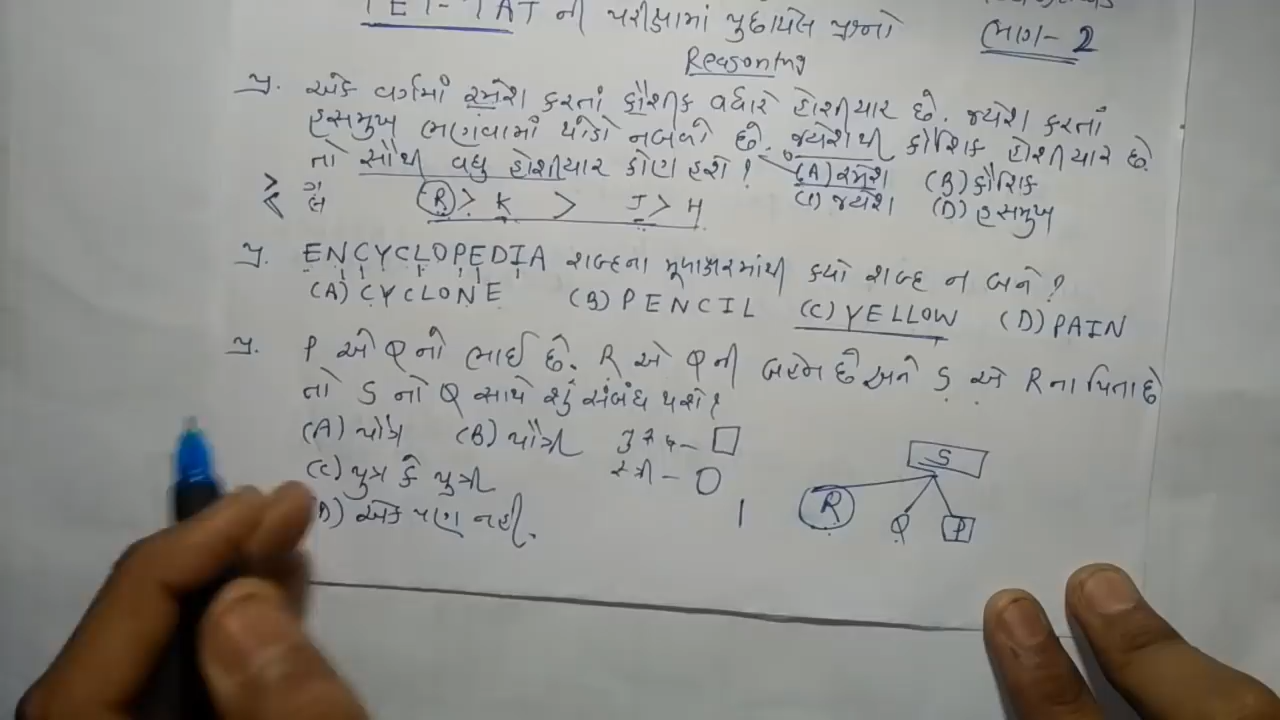 TET-TAT ની પરીક્ષામાં પુછાયેલ પ્રશ્નો
ભાગ-2
Reasoning
પ્ર. એક વર્ગમાં રમેશ કરતાં કૌશીક વધારે હોશીયાર છે. જયેશ કરતાં
હસમુખ ભણવામાં થોડો નબળો છે. જયેશથી કૌશિક હોશિયાર છે
તો સૌથી વધુ હોશીયાર કોણ હશે? (A) રમેશ (B) કૌશિક
R > K > J > H (C) જયેશ (D) હસમુખ
પ્ર. ENCYCLOPEDIA શબ્દના મૂળાક્ષરમાંથી કયો શબ્દ ન બને?
(A) CYCLONE (B) PENCIL (C) YELLOW (D) PAIN
પ્ર. P એ Q નો ભાઈ છે. R એ Q ની બહેન છે અને S એ R ના પિતા છે
તો S નો Q સાથે શું સંબંધ થશે?
(A) પૌત્ર (B) પૌત્રી પુરૂષ - □
(C) પુત્ર કે પુત્રી સ્ત્રી - O
(D) એક પણ નહી.
S
R Q P